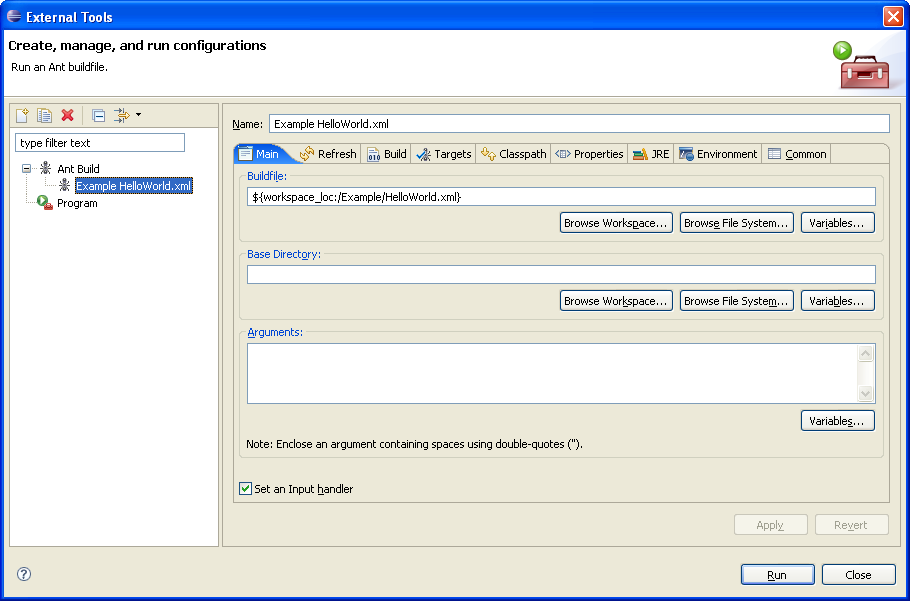 External Tools
Create, manage, and run configurations
Run an Ant buildfile.
type filter text
Ant Build
Example HelloWorld.xml
Program
Name: Example HelloWorld.xml
Main Refresh Build Targets Classpath Properties JRE Environment Common
Buildfile:
${workspace_loc:/Example/HelloWorld.xml}
Browse Workspace... Browse File System... Variables...
Base Directory:
Browse Workspace... Browse File System... Variables...
Arguments:
Variables...
Note: Enclose an argument containing spaces using double-quotes (").
Set an Input handler
Apply Revert
? Run Close